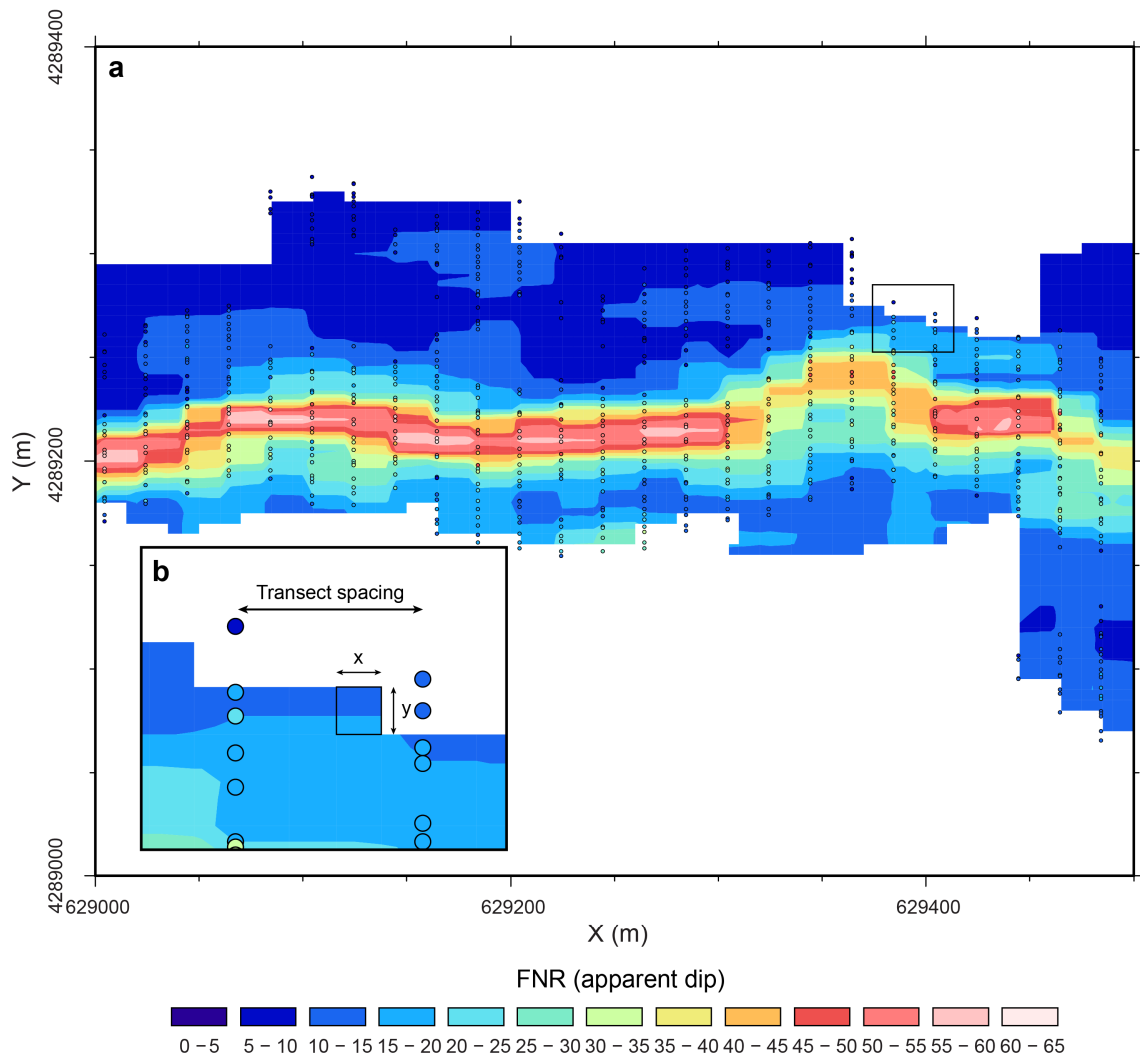 4289400
a
Y (m)
4289200
b
Transect spacing
x
y
4289000
629000
629200
629400
X (m)
FNR (apparent dip)
0 – 5
5 – 10
10 – 15
15 – 20
20 – 25
25 – 30
30 – 35
35 – 40
40 – 45
45 – 50
50 – 55
55 – 60
60 – 65